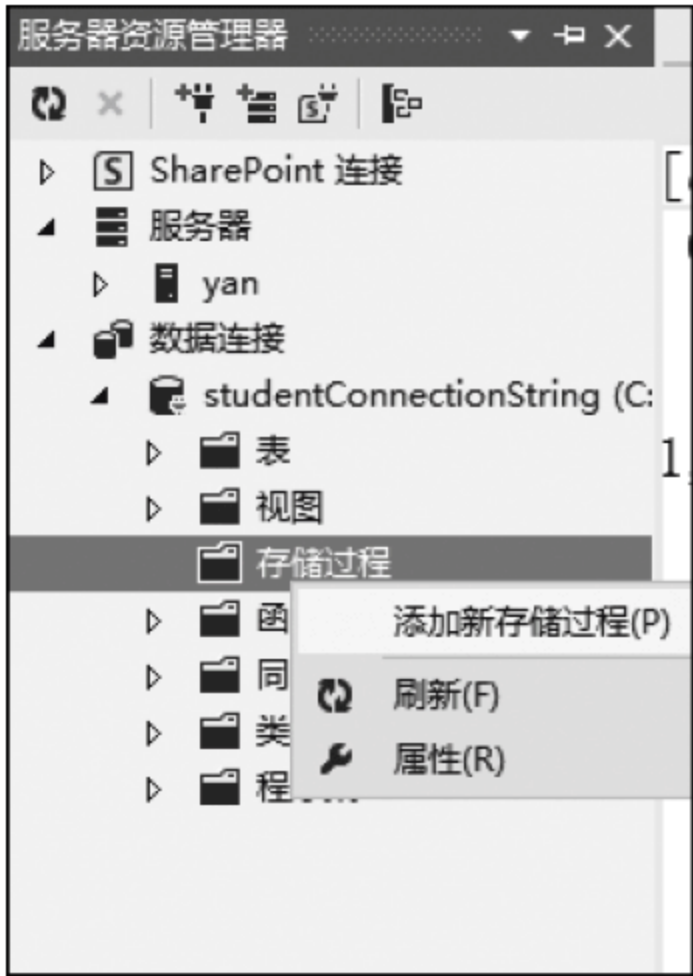 服务器资源管理器
SharePoint 连接
服务器
yan
数据连接
studentConnectionString (C:
表
视图
存储过程
添加新存储过程(P)
函
同
刷新(F)
类
属性(R)
程
1,